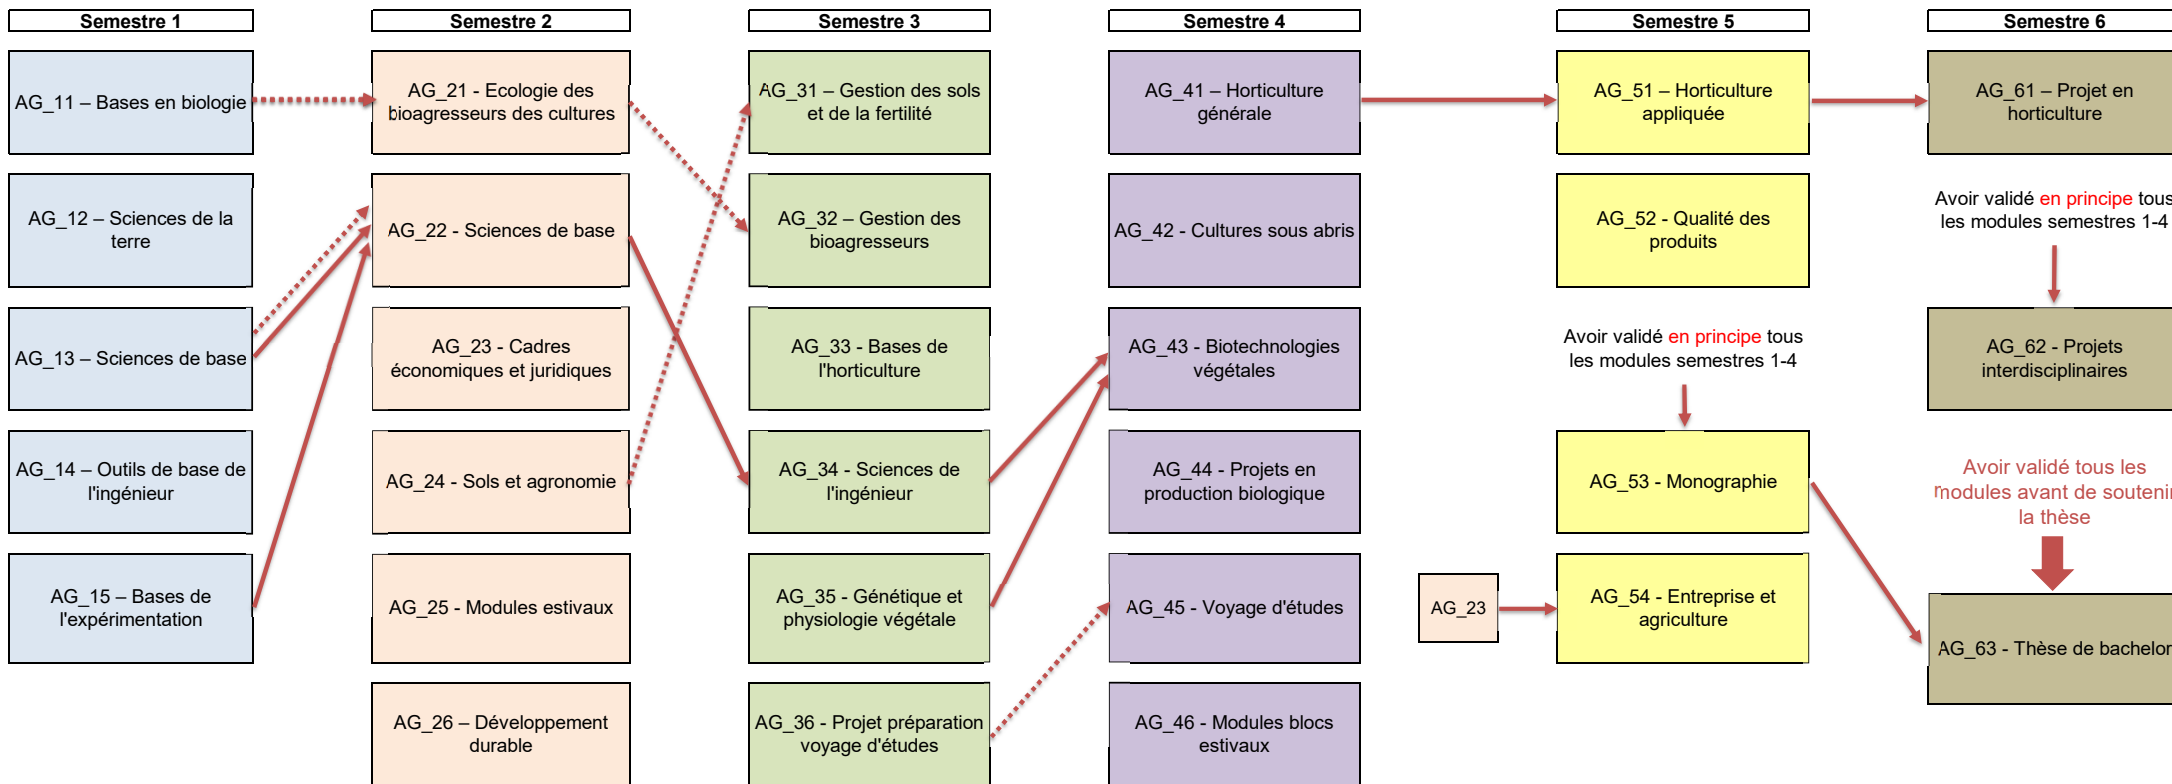 Semestre 1
AG_11 – Bases en biologie
AG_12 – Sciences de la
terre
AG_13 – Sciences de base
AG_14 – Outils de base de
l'ingénieur
AG_15 – Bases de
l'expérimentation
Semestre 2
AG_21 - Ecologie des
bioagresseurs des cultures
AG_22 - Sciences de base
AG_23 - Cadres
économiques et juridiques
AG_24 - Sols et agronomie
AG_25 - Modules estivaux
AG_26 – Développement
durable
Semestre 3
AG_31 – Gestion des sols
et de la fertilité
AG_32 – Gestion des
bioagresseurs
AG_33 - Bases de
l'horticulture
AG_34 - Sciences de
l'ingénieur
AG_35 - Génétique et
physiologie végétale
AG_36 - Projet préparation
voyage d'études
Semestre 4
AG_41 - Horticulture
générale
AG_42 - Cultures sous abris
AG_43 - Biotechnologies
végétales
AG_44 - Projets en
production biologique
AG_45 - Voyage d'études
AG_46 - Modules blocs
estivaux
Semestre 5
AG_51 - Horticulture
appliquée
AG_52 - Qualité des
produits
Avoir validé en principe tous
les modules semestres 1-4
AG_53 - Monographie
AG_23
AG_54 - Entreprise et
agriculture
Semestre 6
AG_61 - Projet en
horticulture
Avoir validé en principe tous
les modules semestres 1-4
AG_62 - Projets
interdisciplinaires
Avoir validé tous les
modules avant de soutenir
la thèse
AG_63 - Thèse de bachelor